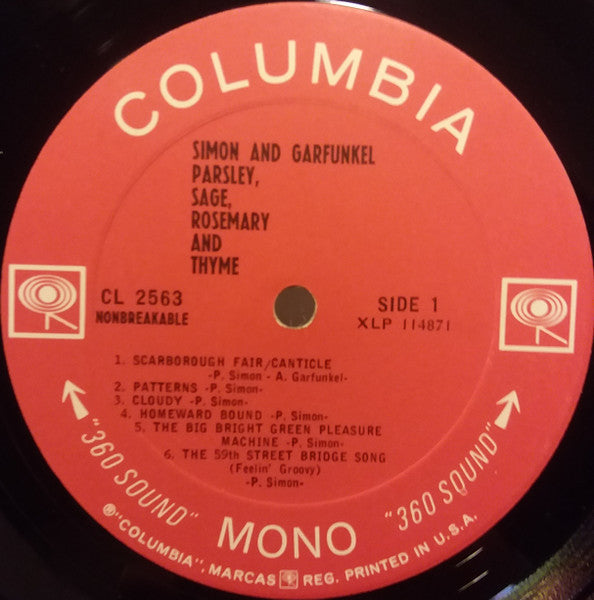 COLUMBIA
SIMON AND GARFUNKEL
PARSLEY,
SAGE,
ROSEMARY
AND
THYME
CL 2563
NONBREAKABLE
SIDE 1
XLP 114871
1. SCARBOROUGH FAIR/CANTICLE
-P. Simon - A. Garfunkel-
2. PATTERNS -P. Simon-
3. CLOUDY -P. Simon-
4. HOMEWARD BOUND -P. Simon-
5. THE BIG BRIGHT GREEN PLEASURE
MACHINE -P. Simon-
6. THE 59th STREET BRIDGE SONG
(Feelin' Groovy)
-P. Simon-
"360 SOUND"
MONO
"360 SOUND"
®"COLUMBIA", MARCAS REG. PRINTED IN U.S.A.